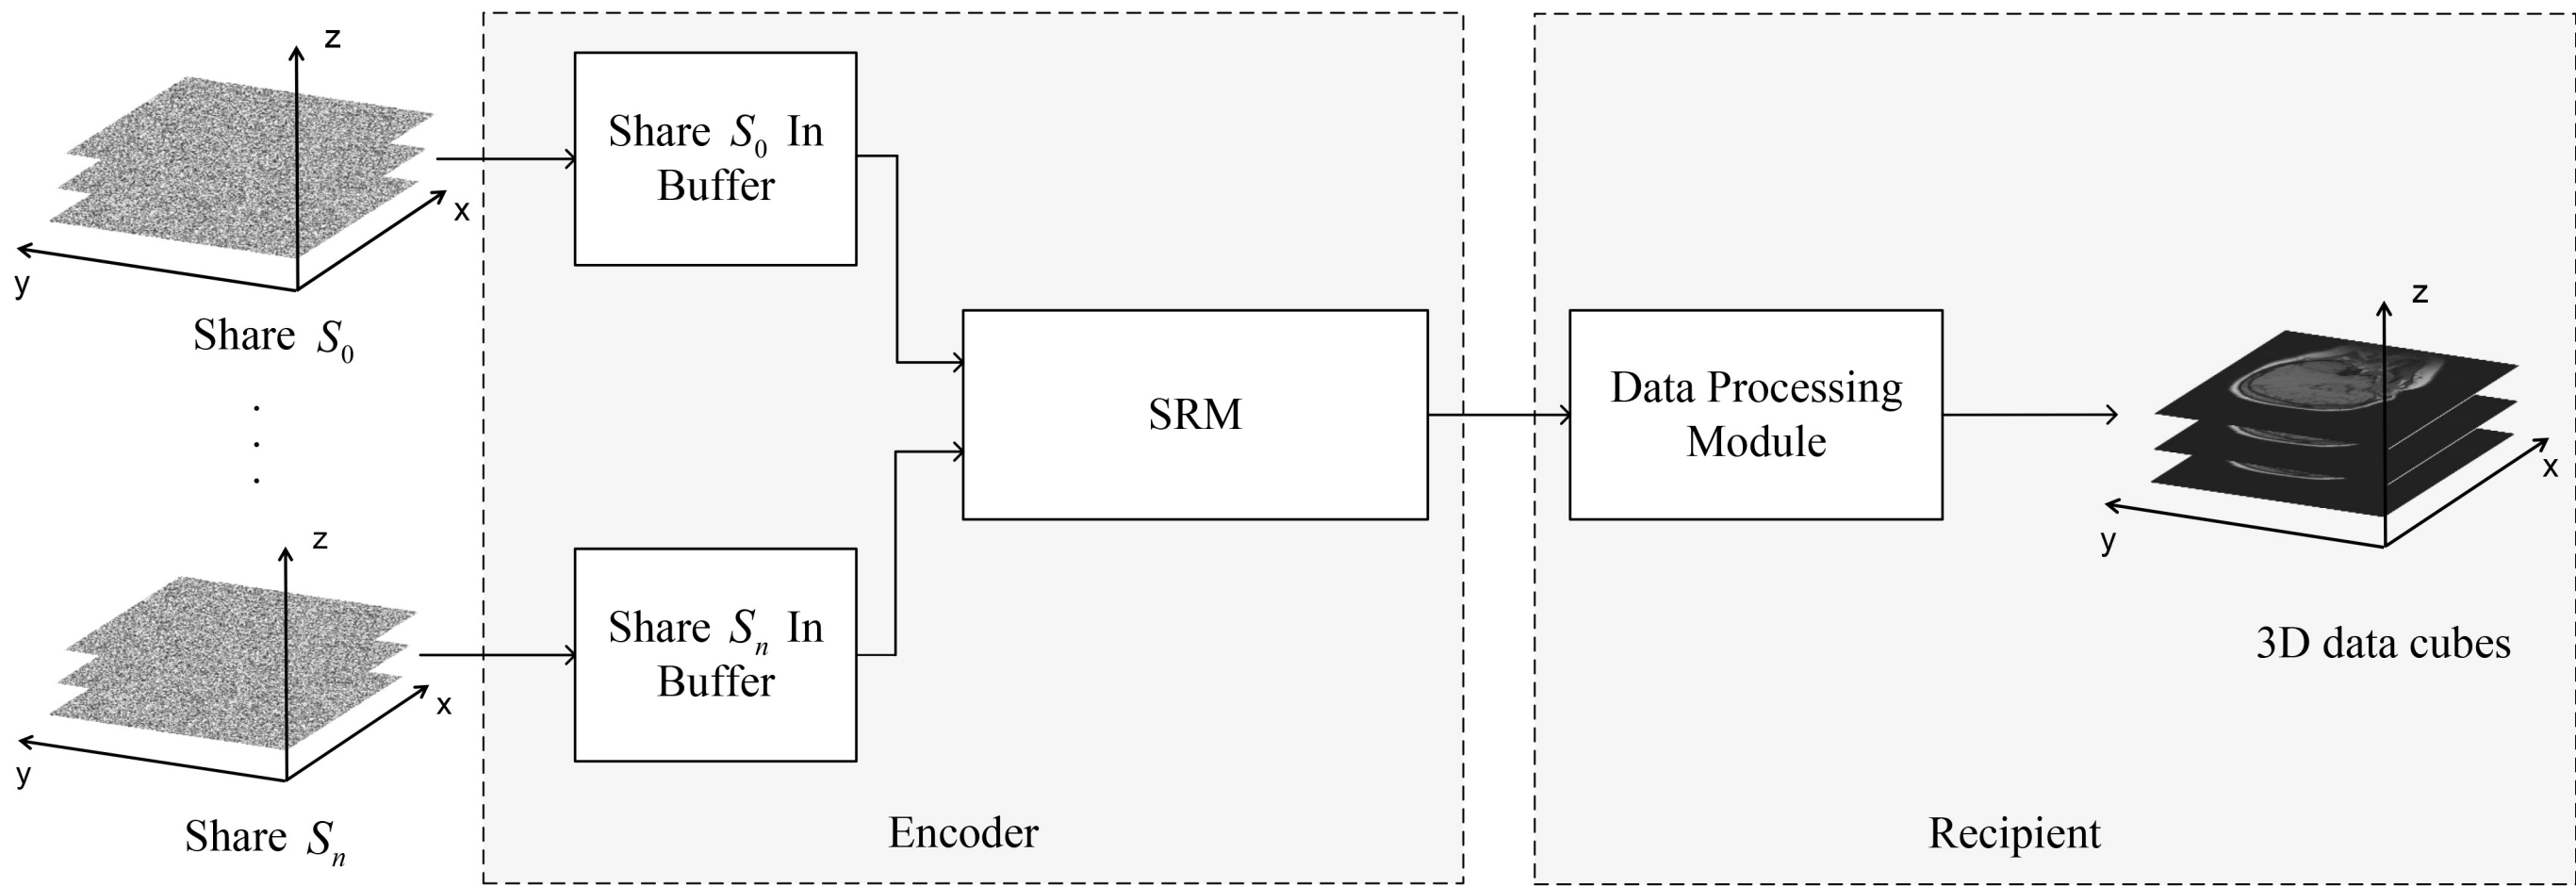 z
x
y
Share S0
z
x
y
Share Sn
Share S0 In
Buffer
Share Sn In
Buffer
SRM
Encoder
Data Processing
Module
z
x
y
3D data cubes
Recipient